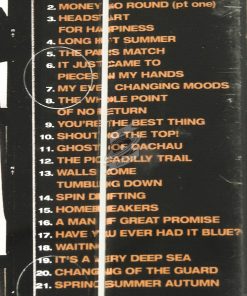 2. MONEY GO ROUND (pt one)
3. HEADSTART
FOR HAPPINESS
4. LONG HOT SUMMER
5. THE PARIS MATCH
6. IT JUST CAME TO
PIECES IN MY HANDS
7. MY EVER CHANGING MOODS
8. THE WHOLE POINT
OF NO RETURN
9. YOU'RE THE BEST THING
10. SHOUT TO THE TOP!
11. GHOSTS OF DACHAU
12. THE PICCADILLY TRAIL
13. WALLS COME
TUMBLING DOWN
14. SPIN DRIFTING
15. HOMEBREAKERS
16. A MAN OF GREAT PROMISE
17. HAVE YOU EVER HAD IT BLUE?
18. WAITING
19. IT'S A VERY DEEP SEA
20. CHANGING OF THE GUARD
21. SPRING SUMMER AUTUMN